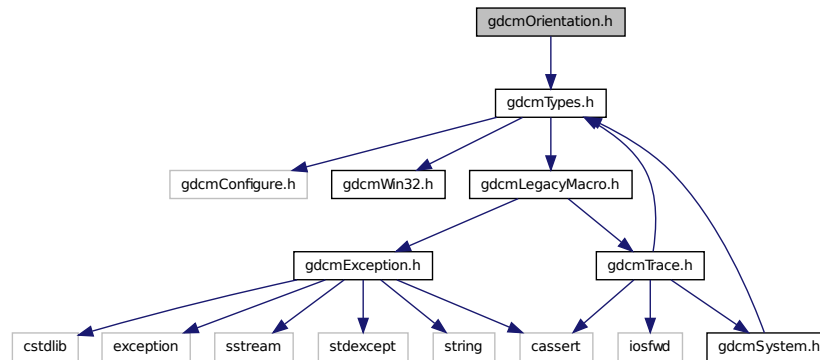 gdcmOrientation.h
gdcmTypes.h
gdcmConfigure.h
gdcmWin32.h
gdcmLegacyMacro.h
gdcmException.h
gdcmTrace.h
cstdlib
exception
sstream
stdexcept
string
cassert
iosfwd
gdcmSystem.h